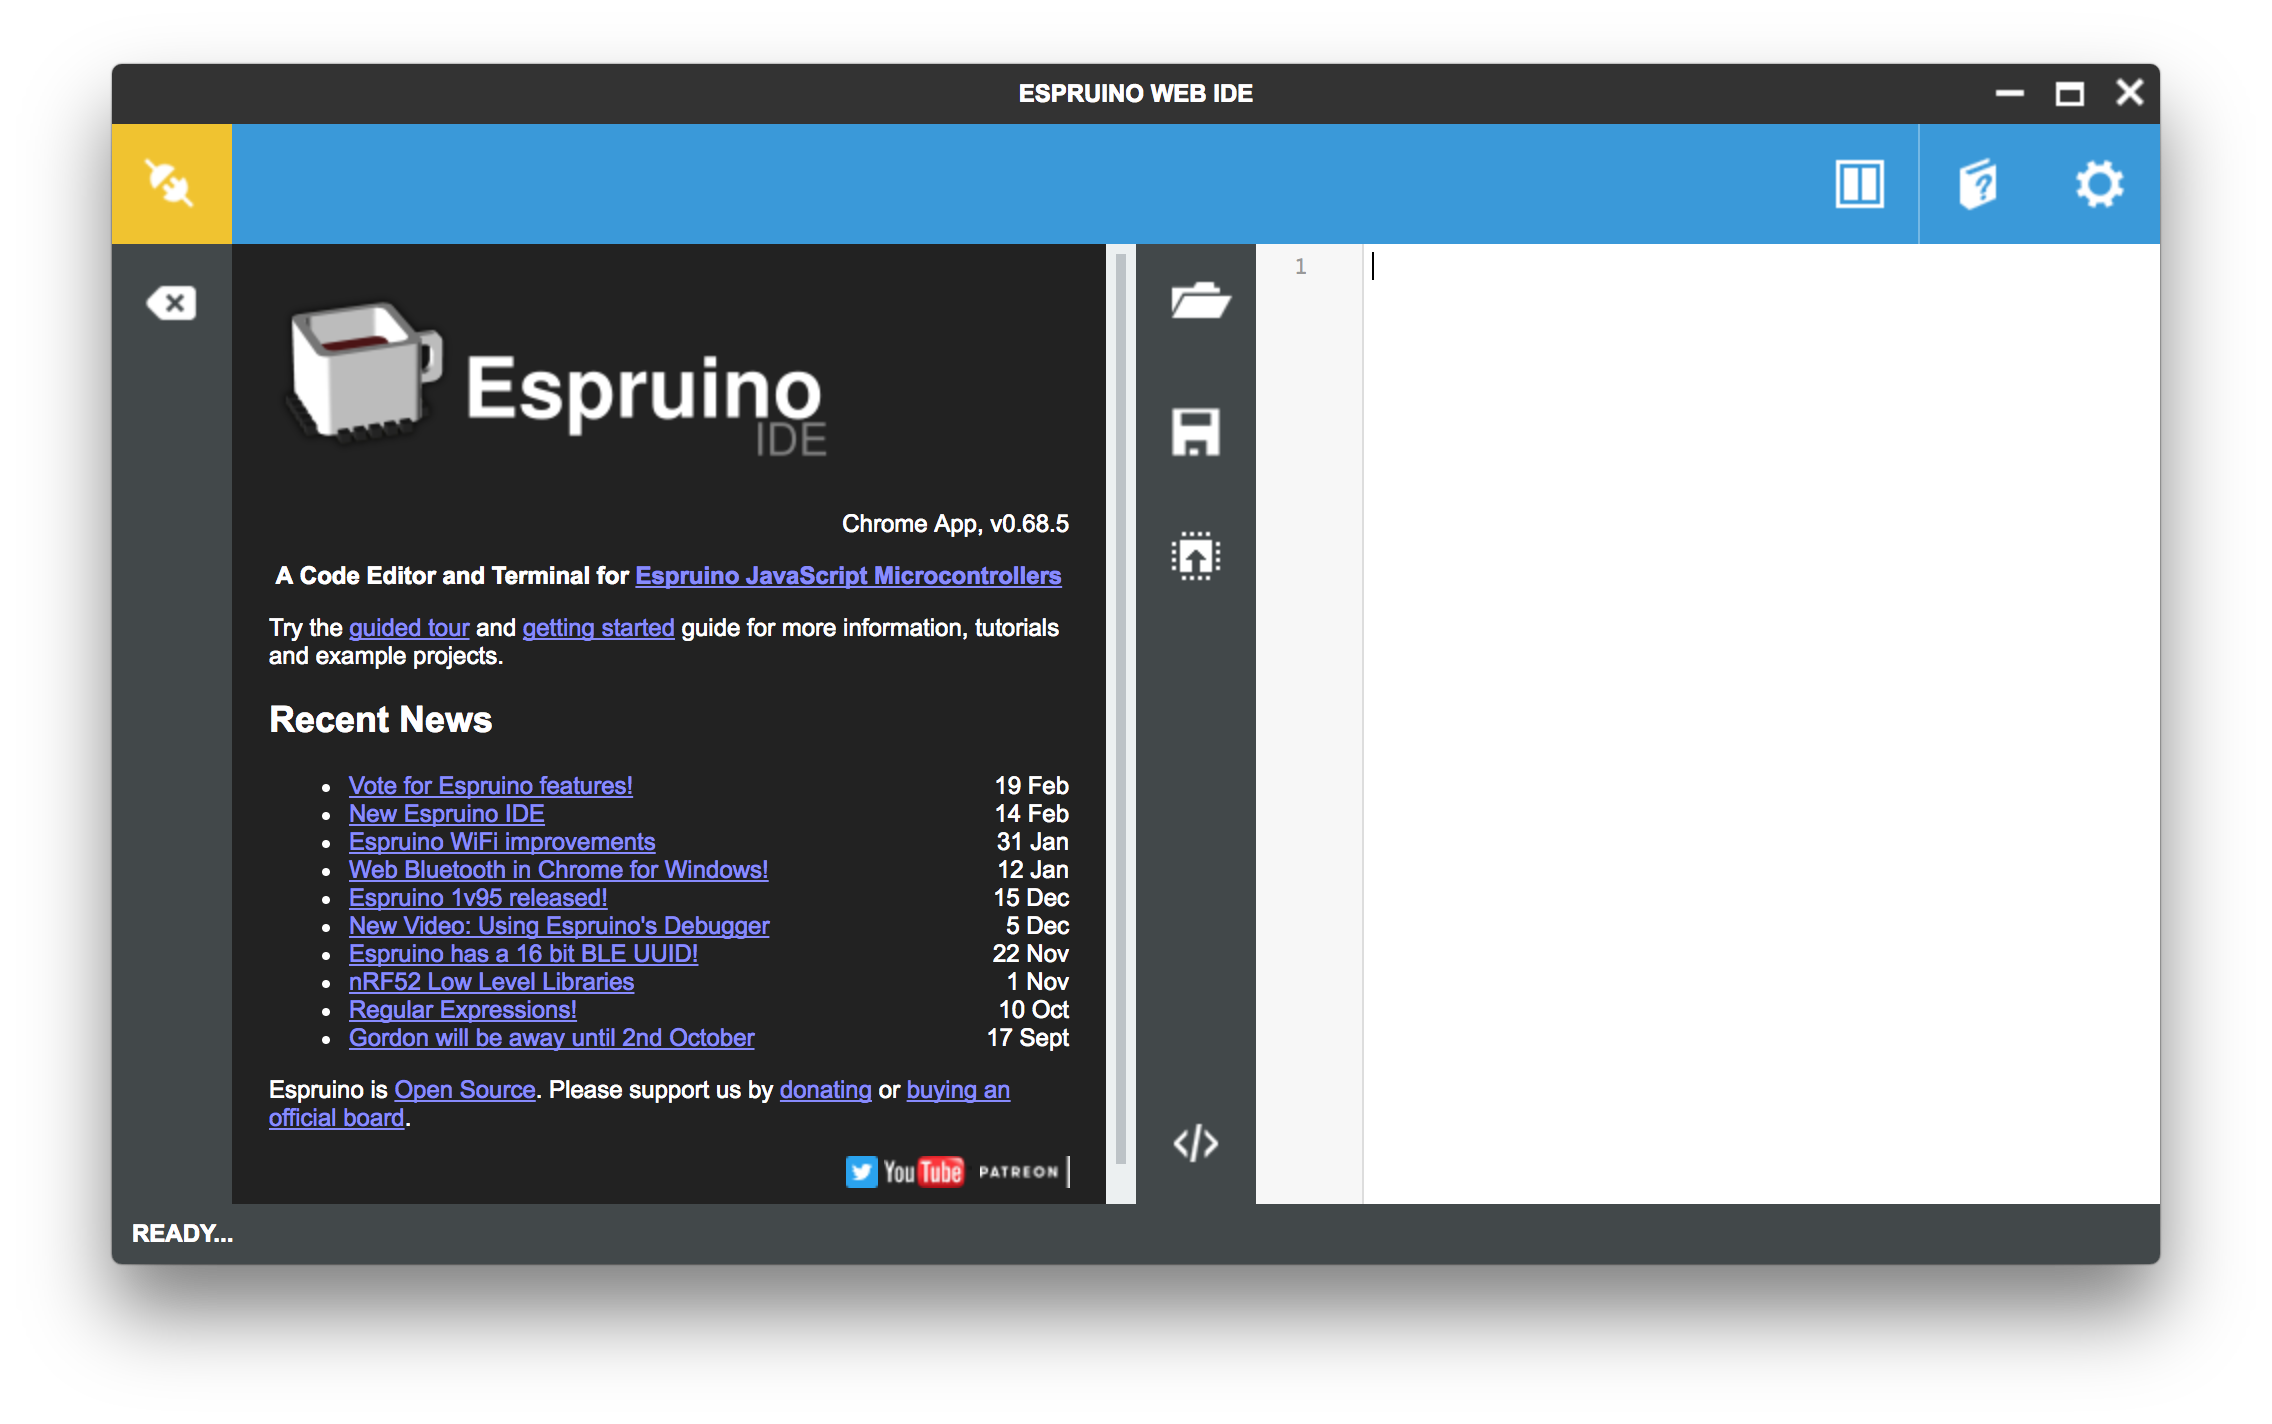 ESPRUINO WEB IDE
1
Espruino
IDE
Chrome App, v0.68.5
A Code Editor and Terminal for Espruino JavaScript Microcontrollers
Try the guided tour and getting started guide for more information, tutorials
and example projects.
Recent News
Vote for Espruino features! 19 Feb
New Espruino IDE 14 Feb
Espruino WiFi improvements 31 Jan
Web Bluetooth in Chrome for Windows! 12 Jan
Espruino 1v95 released! 15 Dec
New Video: Using Espruino's Debugger 5 Dec
Espruino has a 16 bit BLE UUID! 22 Nov
nRF52 Low Level Libraries 1 Nov
Regular Expressions! 10 Oct
Gordon will be away until 2nd October 17 Sept
Espruino is Open Source. Please support us by donating or buying an
official board.
YouTube PATREON
READY...